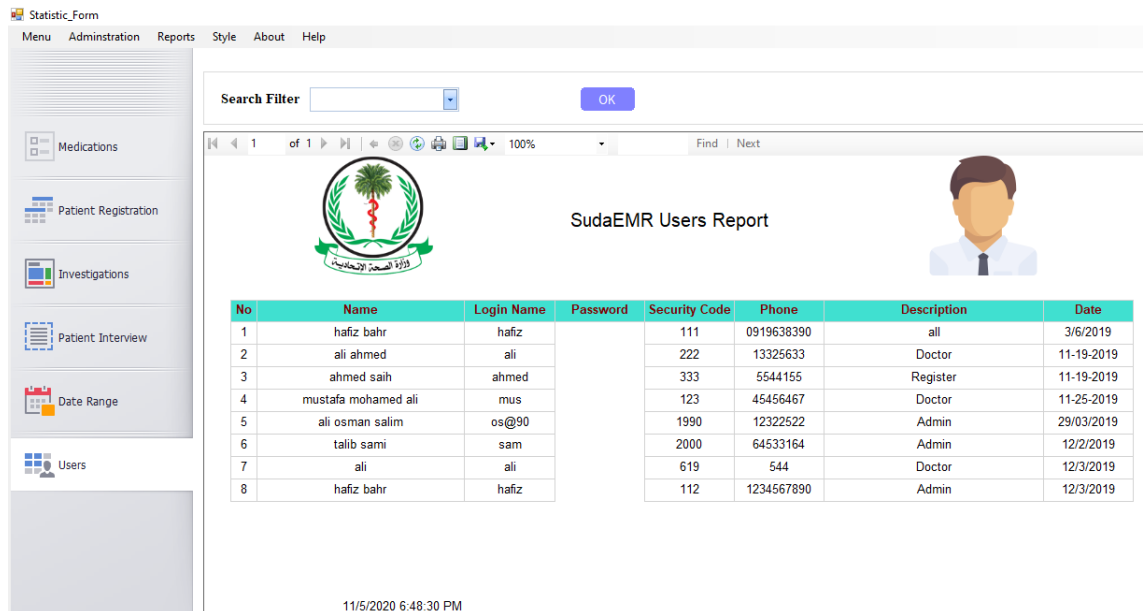 Statistic_Form
Menu Adminstration Reports Style About Help
Search Filter OK
Medications
Patient Registration
Investigations
Patient Interview
Date Range
Users
1 of 1 100% Find | Next
وزارة الصحة الإتحادية
SudaEMR Users Report
No Name Login Name Password Security Code Phone Description Date
1 hafiz bahr hafiz 111 0919638390 all 3/6/2019
2 ali ahmed ali 222 13325633 Doctor 11-19-2019
3 ahmed saih ahmed 333 5544155 Register 11-19-2019
4 mustafa mohamed ali mus 123 45456467 Doctor 11-25-2019
5 ali osman salim os@90 1990 12322522 Admin 29/03/2019
6 talib sami sam 2000 64533164 Admin 12/2/2019
7 ali ali 619 544 Doctor 12/3/2019
8 hafiz bahr hafiz 112 1234567890 Admin 12/3/2019
11/5/2020 6:48:30 PM